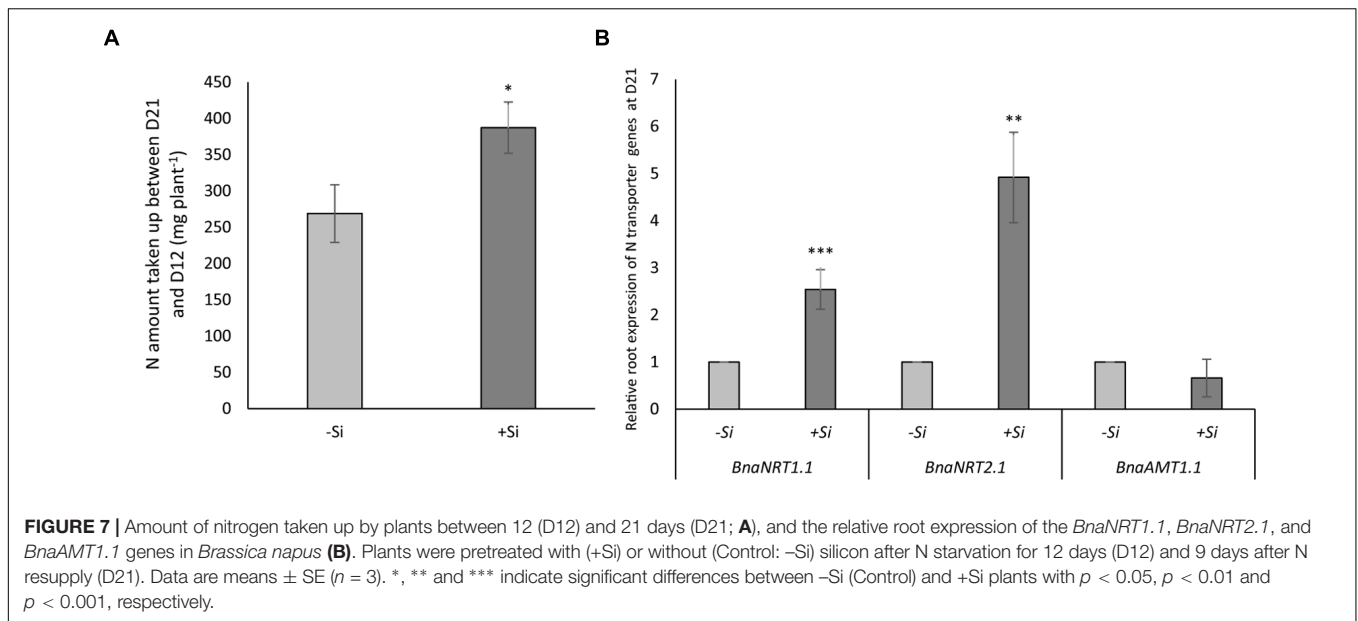 A
B
N amount taken up between D21
and D12 (mg plant-1)
450
400
350
300
250
200
150
100
50
0
*
-Si
+Si
Relative root expression of N transporter genes at D21
7
6
5
4
3
2
1
0
***
**
-Si
+Si
-Si
+Si
-Si
+Si
BnaNRT1.1
BnaNRT2.1
BnaAMT1.1
FIGURE 7 | Amount of nitrogen taken up by plants between 12 (D12) and 21 days (D21; A), and the relative root expression of the BnaNRT1.1, BnaNRT2.1, and
BnaAMT1.1 genes in Brassica napus (B). Plants were pretreated with (+Si) or without (Control: –Si) silicon after N starvation for 12 days (D12) and 9 days after N
resupply (D21). Data are means ± SE (n = 3). *, ** and *** indicate significant differences between –Si (Control) and +Si plants with p < 0.05, p < 0.01 and
p < 0.001, respectively.